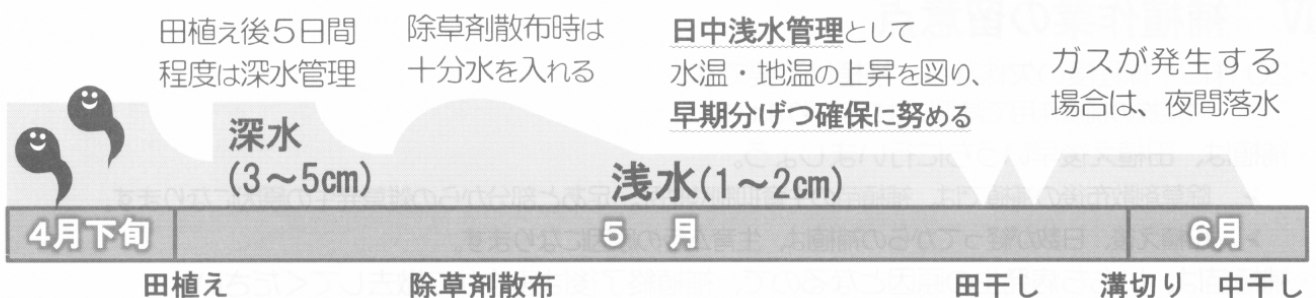 田植え後5日間
程度は深水管理
除草剤散布時は
十分水を入れる
日中浅水管理として
水温・地温の上昇を図り、
早期分げつ確保に努める
ガスが発生する
場合は、夜間落水
深水
(3～5cm)
浅水(1～2cm)
4月下旬
5 月
6月
田植え
除草剤散布
田干し
溝切り
中干し